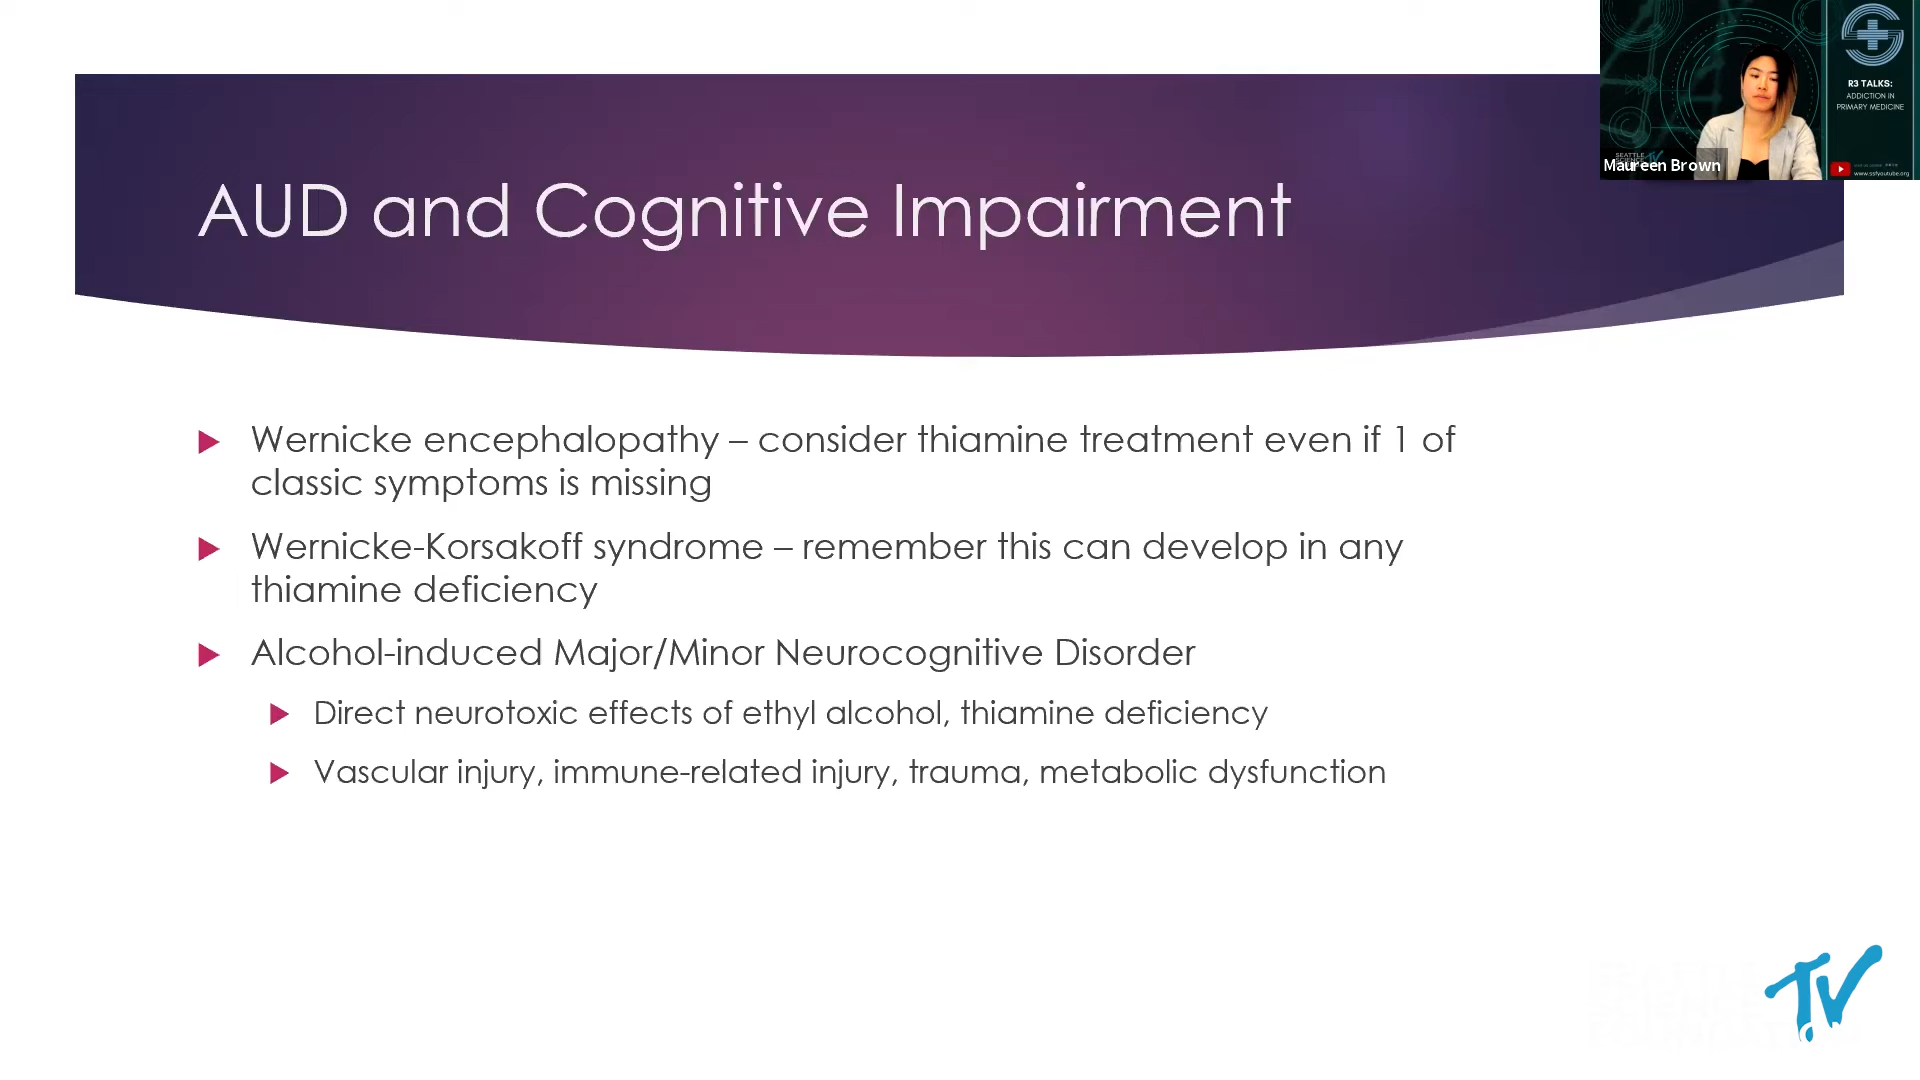 R3 TALKS:
ADDICTION IN
PRIMARY MEDICINE
Maureen Brown
www.ssfyoutube.org
AUD and Cognitive Impairment
Wernicke encephalopathy – consider thiamine treatment even if 1 of
classic symptoms is missing
Wernicke-Korsakoff syndrome – remember this can develop in any
thiamine deficiency
Alcohol-induced Major/Minor Neurocognitive Disorder
Direct neurotoxic effects of ethyl alcohol, thiamine deficiency
Vascular injury, immune-related injury, trauma, metabolic dysfunction
TV